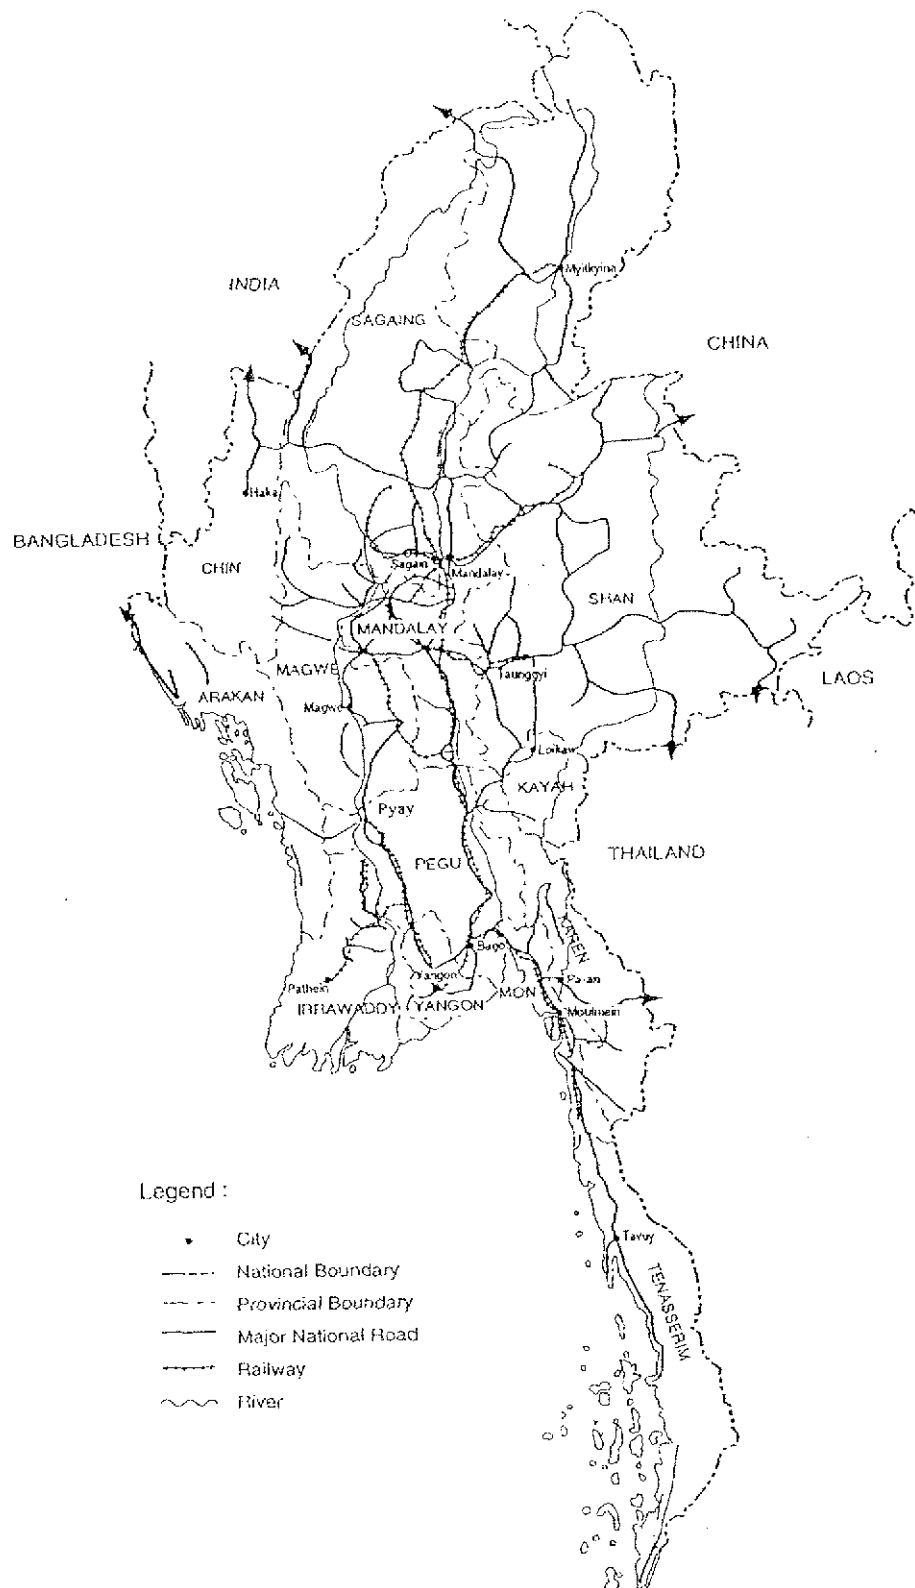 Myitkyina
INDIA
SAGAING
CHINA
Haka
BANGLADESH
CHIN
Sagain
Mandalay
SHAN
MANDALAY
MAGWE
Taunggyi
LAOS
ARAKAN
Magwe
Loikaw
KAYAH
Pyay
THAILAND
PEGU
KAREN
Bago
Yangon
Pa-an
Pathein
MON
IRRAWADDY
YANGON
Moulmein
Legend :
City
National Boundary
Provincial Boundary
Major National Road
Railway
River
Tavuy
TENASSERIM